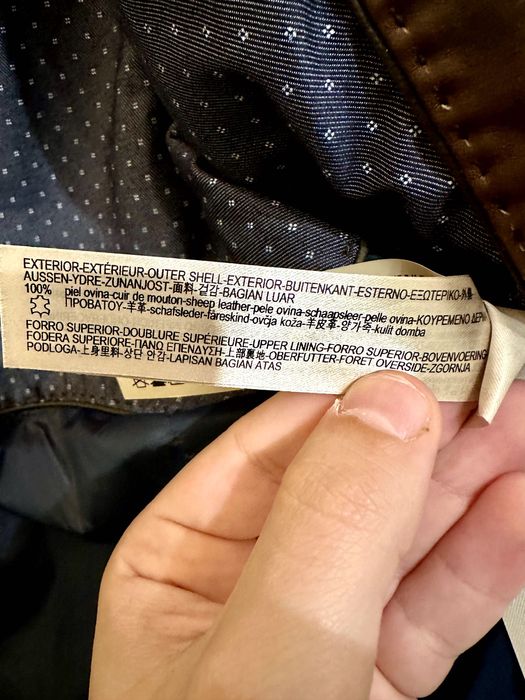 EXTERIOR-EXTÉRIEUR-OUTER SHELL-EXTERIOR-BUITENKANT-ESTERNO-ΕΞΩΤΕΡΙΚΟ-外層
AUSSEN-YDRE-ZUNANJOST-面料-겉감-BAGIAN LUAR
100% piel ovina-cuir de mouton-sheep leather-pele ovina-schaapsleer-pelle ovina-ΚΟΥΡΕΜΕΝΟ ΔΕΡΜ
ΠΡΟΒΑΤΟΥ-羊革-schafsleder-fåreskind-ovčja koža-羊皮革-양가죽-kulit domba
FORRO SUPERIOR-DOUBLURE SUPÉRIEURE-UPPER LINING-FORRO SUPERIOR-BOVENVOERING
FODERA SUPERIORE-ΠΑΝΩ ΕΠΕΝΔΥΣΗ-上部裏地-OBERFUTTER-FORET OVERSIDE-ZGORNJA
PODLOGA-上身里料-상단 안감-LAPISAN BAGIAN ATAS